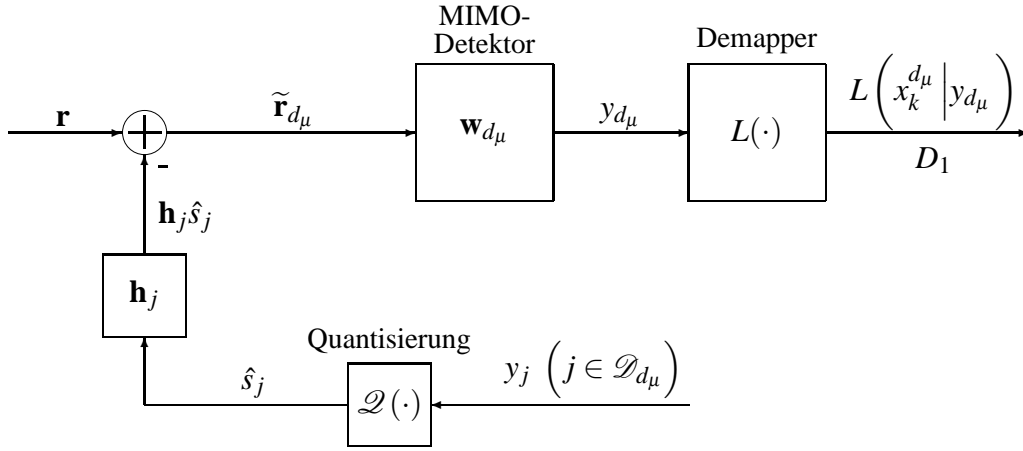 MIMO-
Detektor
Demapper
r
+
-
r̃_{d_μ}
w_{d_μ}
y_{d_μ}
L(·)
L(x_k^{d_μ} | y_{d_μ})
D_1
h_j ŝ_j
h_j
Quantisierung
ŝ_j
𝒬(·)
y_j (j ∈ 𝒟_{d_μ})